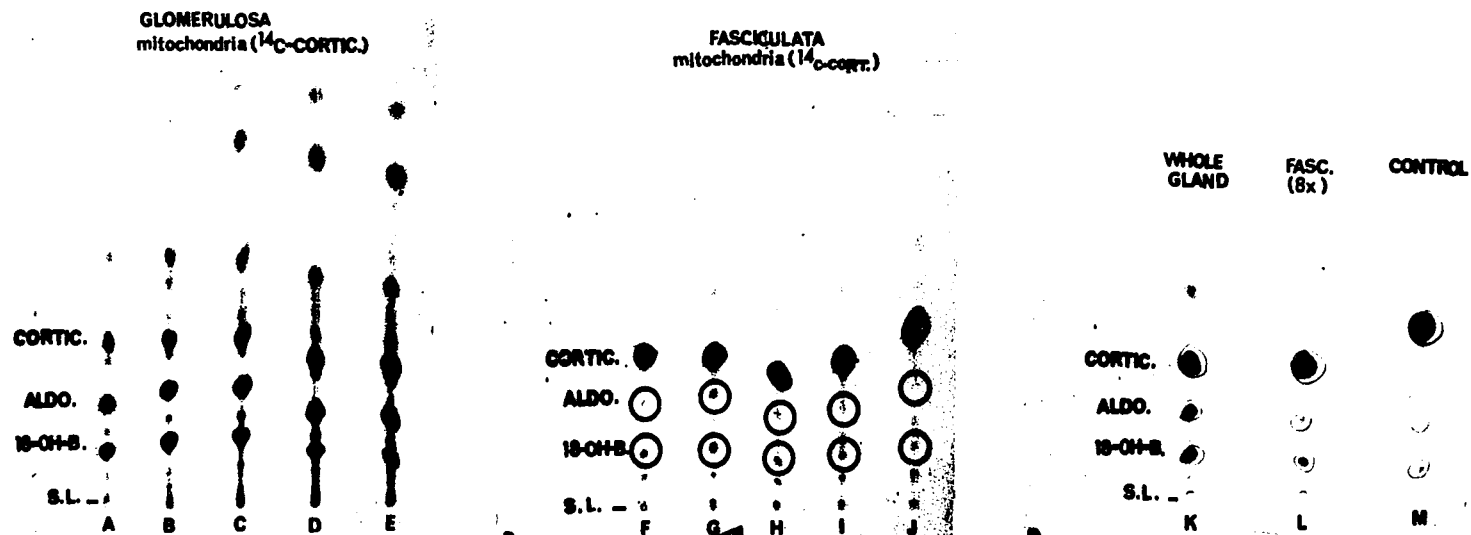 GLOMERULOSA
mitochondria (14C-CORTIC.)
CORTIC.
ALDO.
18-OH-B.
S.L. –
A B C D E
FASCICULATA
mitochondria (14C-CORT.)
CORTIC.
ALDO.
18-OH-B.
S.L. –
F G H I J
WHOLE
GLAND
FASC.
(8x)
CONTROL
CORTIC.
ALDO.
18-OH-B.
S.L. –
K L M